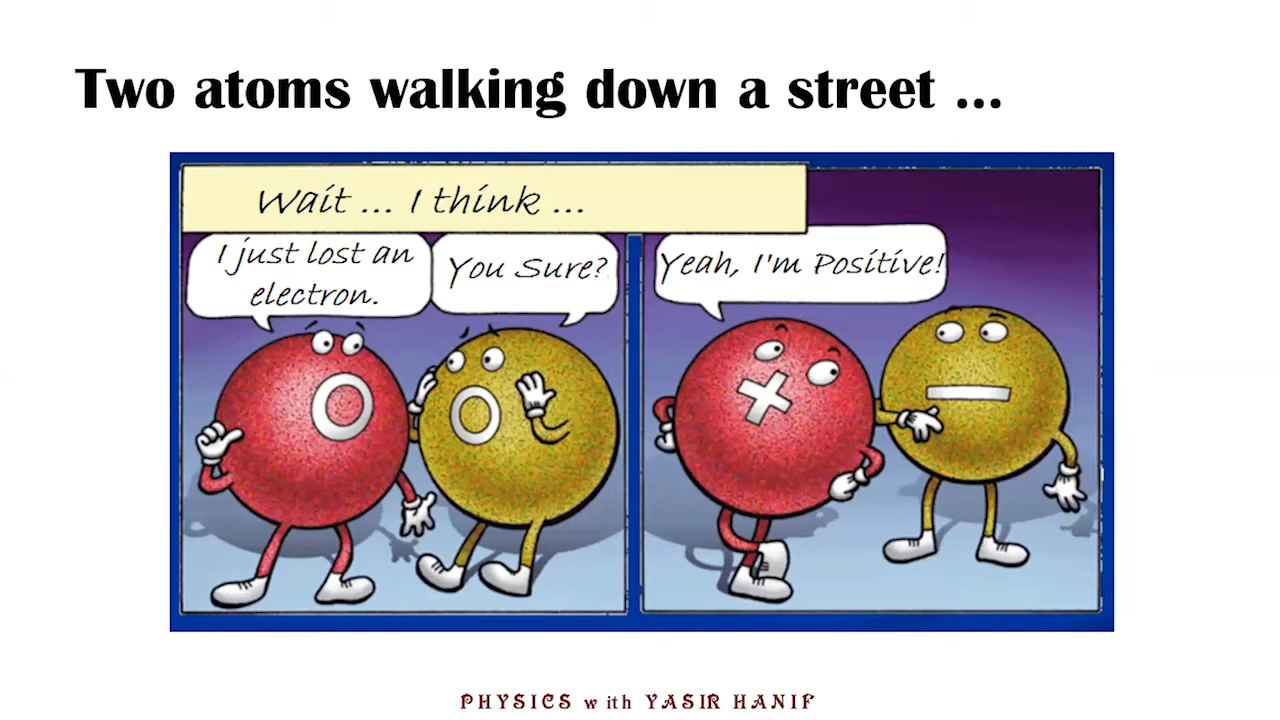 Two atoms walking down a street ...
Wait ... I think ...
I just lost an
electron.
You Sure?
Yeah, I'm Positive!
PHYSICS with YASIR HANIF